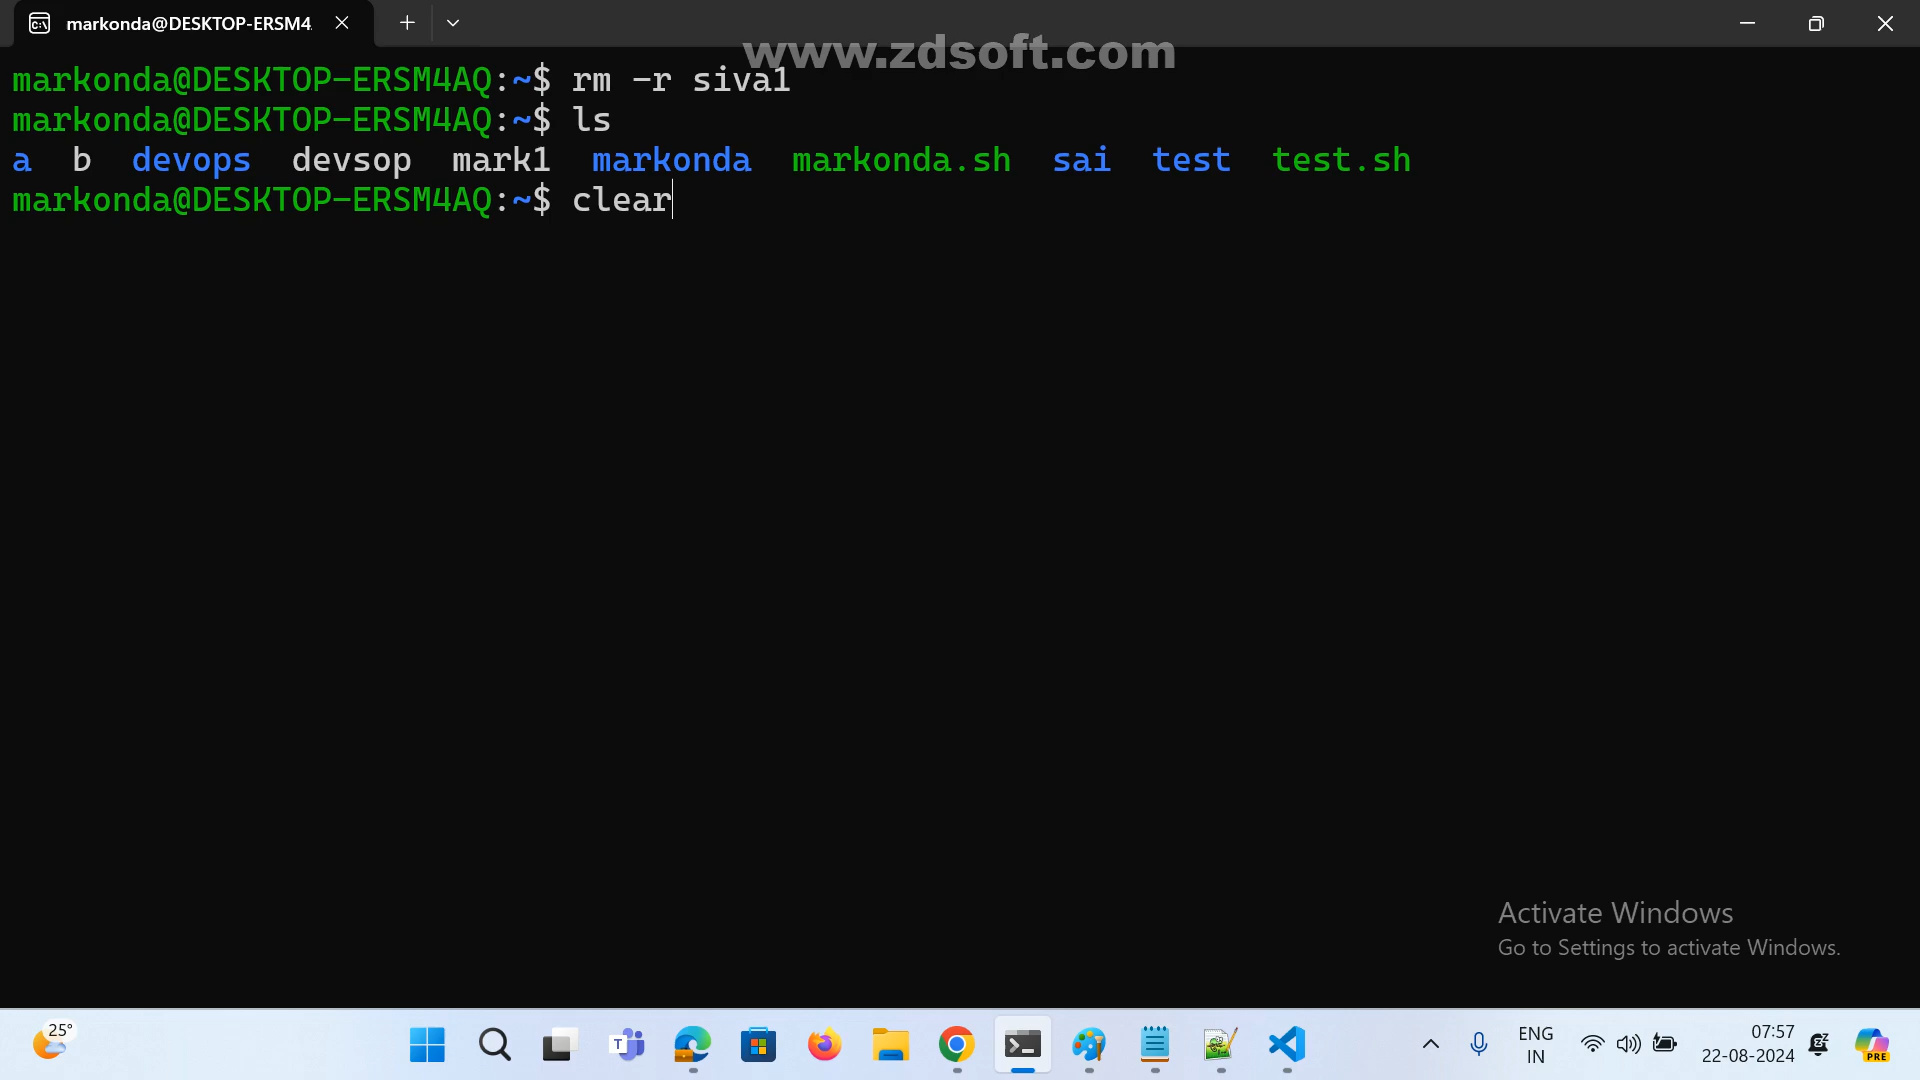 markonda@DESKTOP-ERSM4
www.zdsoft.com
markonda@DESKTOP-ERSM4AQ:~$ rm -r siva1
markonda@DESKTOP-ERSM4AQ:~$ ls
a b devops devsop mark1 markonda markonda.sh sai test test.sh
markonda@DESKTOP-ERSM4AQ:~$ clear
Activate Windows
Go to Settings to activate Windows.
25°
ENG
IN
07:57
22-08-2024
PRE